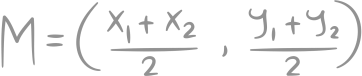 M = ( x₁ + x₂ / 2 , y₁ + y₂ / 2 )